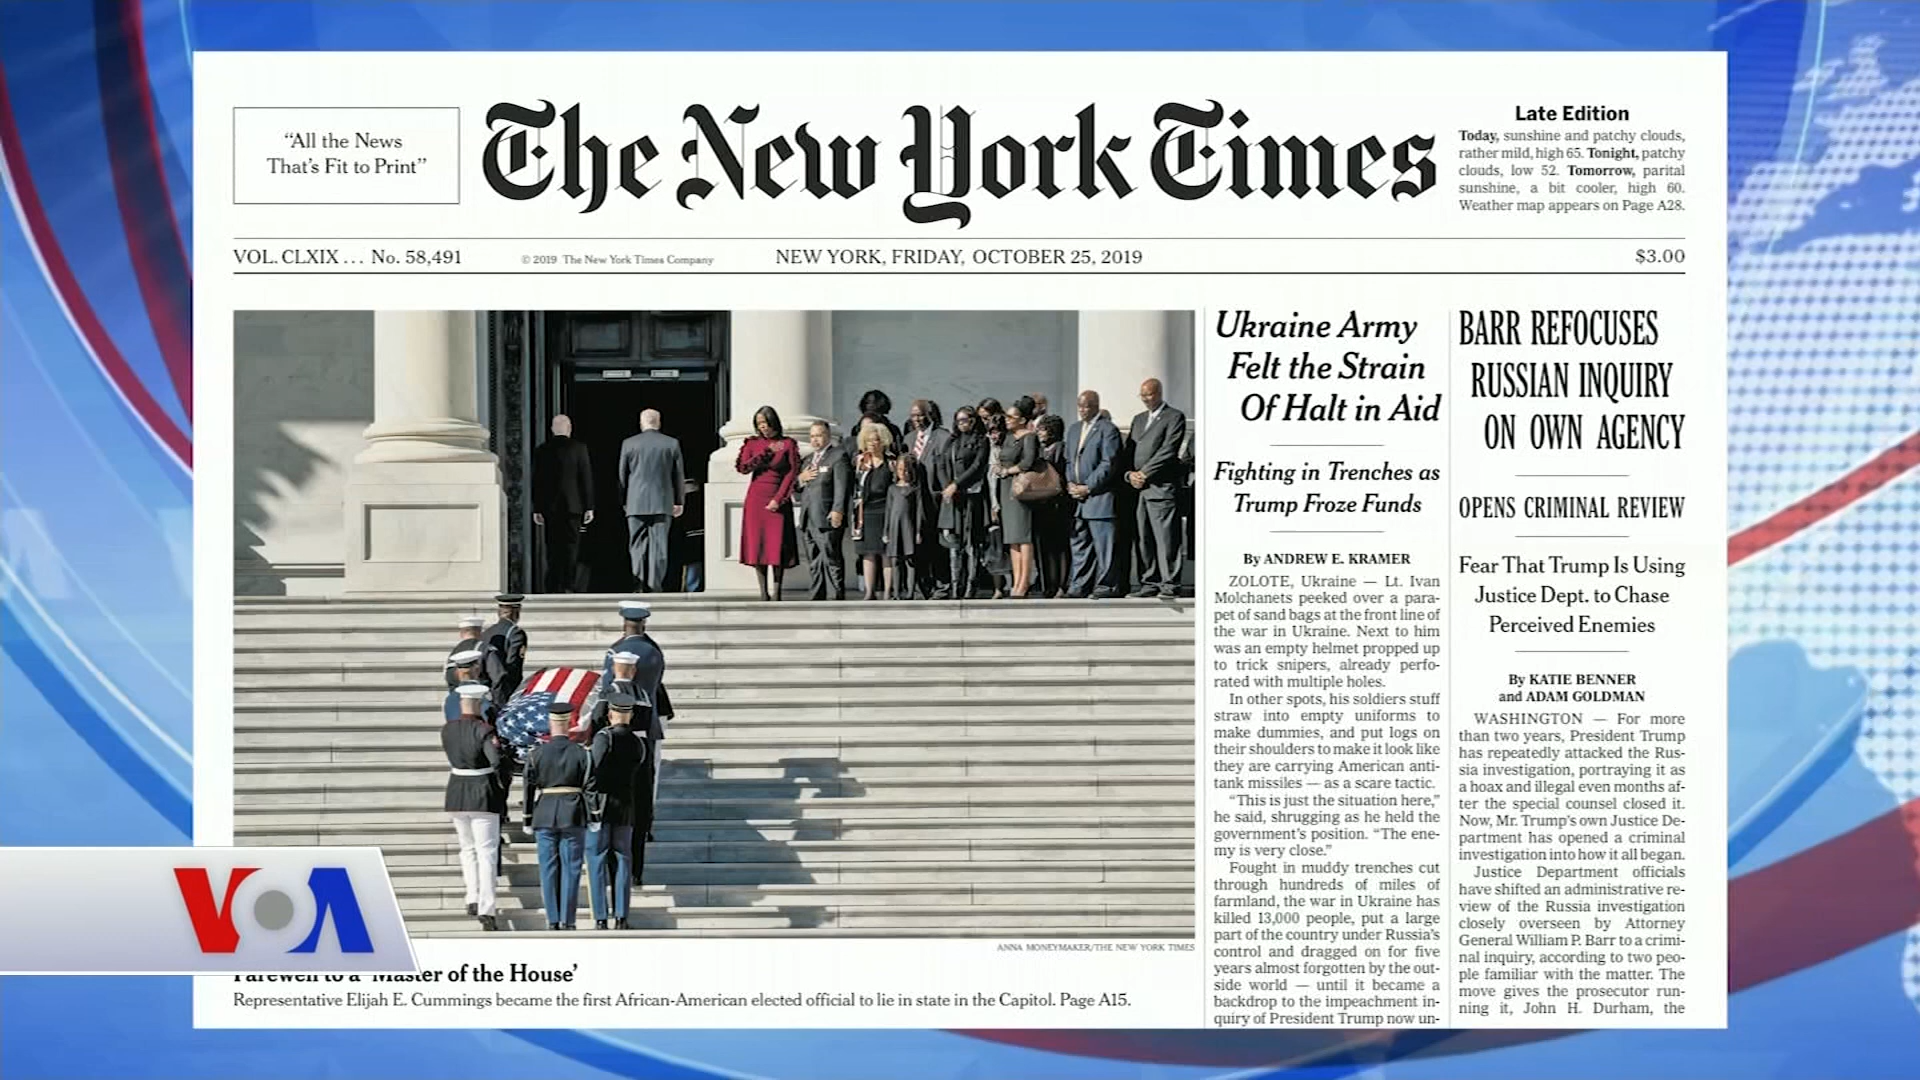 “All the News
That’s Fit to Print”
The New York Times
Late Edition
Today, sunshine and patchy clouds,
rather mild, high 65. Tonight, patchy
clouds, low 52. Tomorrow, parital
sunshine, a bit cooler, high 60.
Weather map appears on Page A28.
VOL. CLXIX ... No. 58,491
© 2019 The New York Times Company
NEW YORK, FRIDAY, OCTOBER 25, 2019
$3.00
ANNA MONEYMAKER/THE NEW YORK TIMES
Farewell to a ‘Master of the House’
Representative Elijah E. Cummings became the first African-American elected official to lie in state in the Capitol. Page A15.
Ukraine Army
Felt the Strain
Of Halt in Aid
Fighting in Trenches as
Trump Froze Funds
By ANDREW E. KRAMER
ZOLOTE, Ukraine — Lt. Ivan
Molchanets peeked over a para-
pet of sand bags at the front line of
the war in Ukraine. Next to him
was an empty helmet propped up
to trick snipers, already perfo-
rated with multiple holes.
In other spots, his soldiers stuff
straw into empty uniforms to
make dummies, and put logs on
their shoulders to make it look like
they are carrying American anti-
tank missiles — as a scare tactic.
“This is just the situation here,”
he said, shrugging as he held the
government’s position. “The ene-
my is very close.”
Fought in muddy trenches cut
through hundreds of miles of
farmland, the war in Ukraine has
killed 13,000 people, put a large
part of the country under Russia’s
control and dragged on for five
years almost forgotten by the out-
side world — until it became a
backdrop to the impeachment in-
quiry of President Trump now un-
BARR REFOCUSES
RUSSIAN INQUIRY
ON OWN AGENCY
OPENS CRIMINAL REVIEW
Fear That Trump Is Using
Justice Dept. to Chase
Perceived Enemies
By KATIE BENNER
and ADAM GOLDMAN
WASHINGTON — For more
than two years, President Trump
has repeatedly attacked the Rus-
sia investigation, portraying it as
a hoax and illegal even months af-
ter the special counsel closed it.
Now, Mr. Trump’s own Justice De-
partment has opened a criminal
investigation into how it all began.
Justice Department officials
have shifted an administrative re-
view of the Russia investigation
closely overseen by Attorney
General William P. Barr to a crimi-
nal inquiry, according to two peo-
ple familiar with the matter. The
move gives the prosecutor run-
ning it, John H. Durham, the
VOA